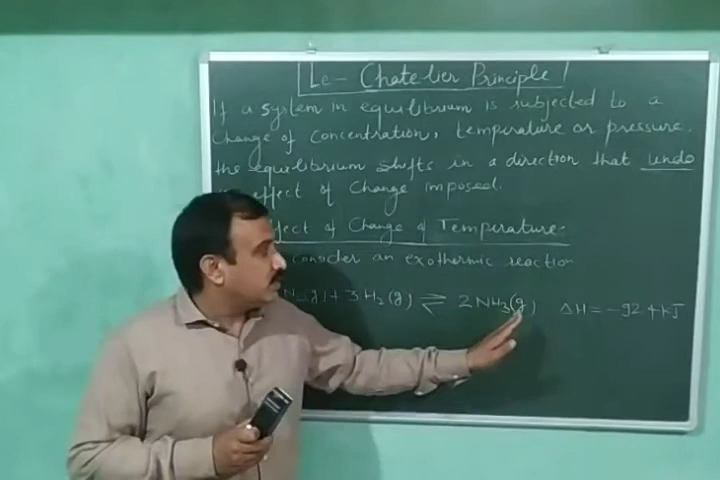 Le - Chatelier Principle
If a system in equilibrium is subjected to a
Change of concentration, temperature or pressure.
the equilibrium shifts in a direction that undo
effect of Change imposed.
Effect of Change of Temperature:
consider an exothermic reaction
N₂(g) + 3H₂(g) ⇌ 2NH₃(g) ΔH = -92.4 kJ